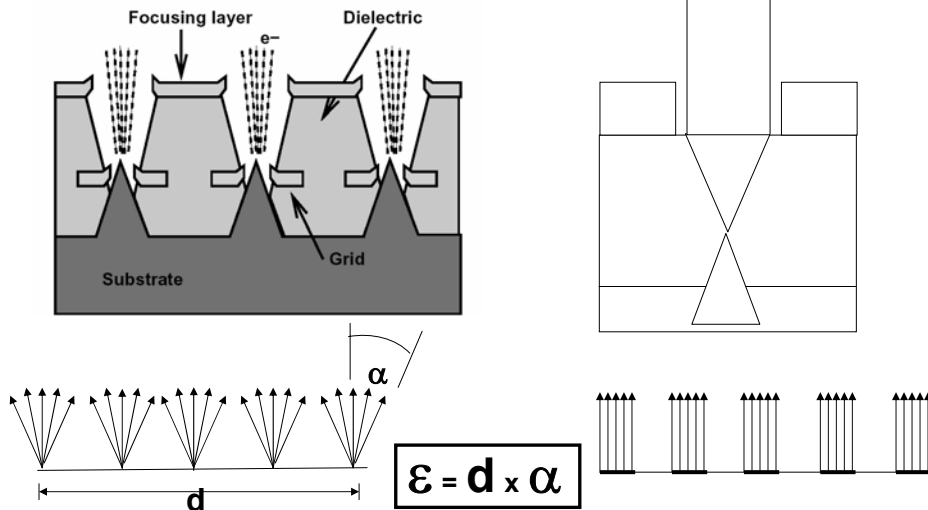 Focusing layer
Dielectric
e–
Grid
Substrate
α
d
ε = d x α